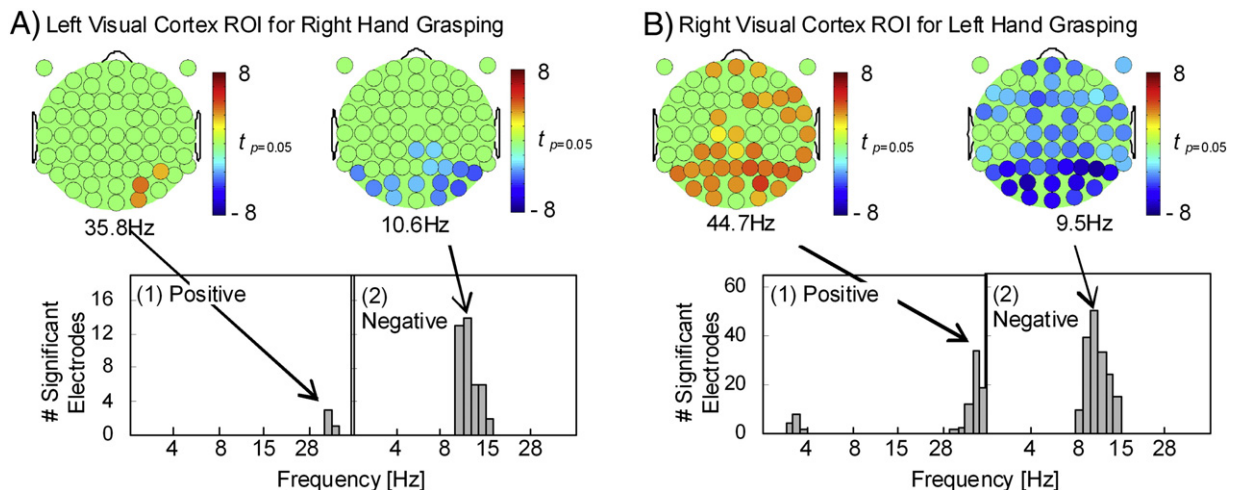 A) Left Visual Cortex ROI for Right Hand Grasping
8
t p=0.05
- 8
35.8Hz
8
t p=0.05
- 8
10.6Hz
16
12
8
4
0
# Significant
Electrodes
(1) Positive
(2)
Negative
4 8 15 28 4 8 15 28
Frequency [Hz]
B) Right Visual Cortex ROI for Left Hand Grasping
8
t p=0.05
- 8
44.7Hz
8
t p=0.05
- 8
9.5Hz
60
40
20
0
# Significant
Electrodes
(1) Positive
(2)
Negative
4 8 15 28 4 8 15 28
Frequency [Hz]